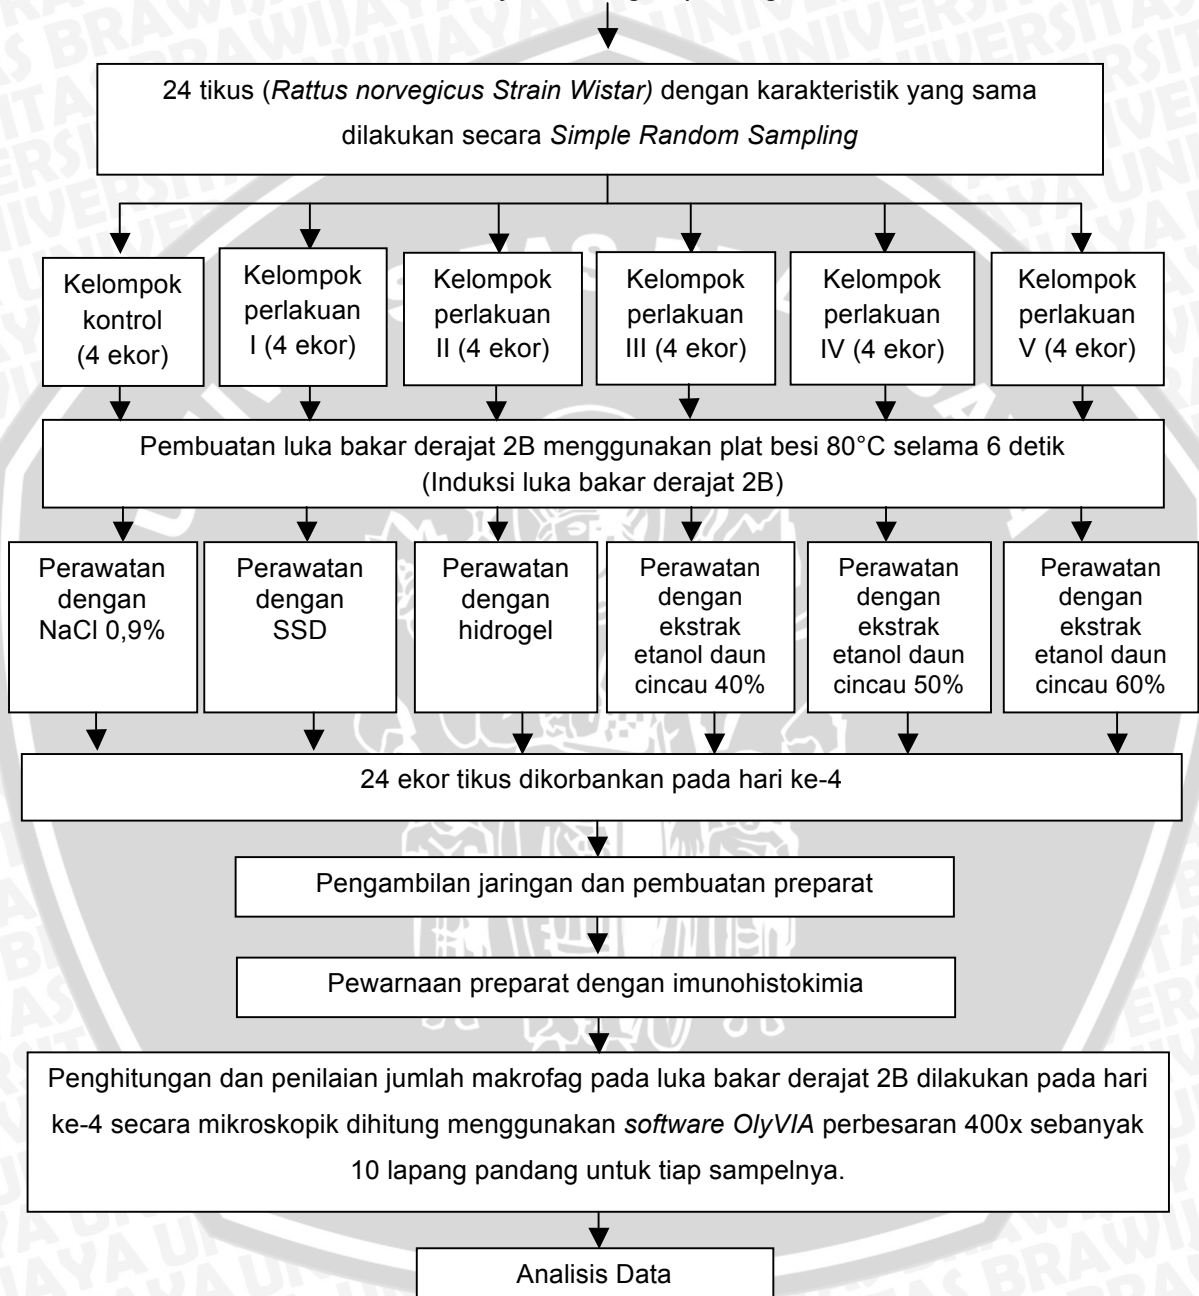 24 tikus (Rattus norvegicus Strain Wistar) dengan karakteristik yang sama
dilakukan secara Simple Random Sampling
Kelompok
kontrol
(4 ekor)
Kelompok
perlakuan
I (4 ekor)
Kelompok
perlakuan
II (4 ekor)
Kelompok
perlakuan
III (4 ekor)
Kelompok
perlakuan
IV (4 ekor)
Kelompok
perlakuan
V (4 ekor)
Pembuatan luka bakar derajat 2B menggunakan plat besi 80°C selama 6 detik
(Induksi luka bakar derajat 2B)
Perawatan
dengan
NaCl 0,9%
Perawatan
dengan
SSD
Perawatan
dengan
hidrogel
Perawatan
dengan
ekstrak
etanol daun
cincau 40%
Perawatan
dengan
ekstrak
etanol daun
cincau 50%
Perawatan
dengan
ekstrak
etanol daun
cincau 60%
24 ekor tikus dikorbankan pada hari ke-4
Pengambilan jaringan dan pembuatan preparat
Pewarnaan preparat dengan imunohistokimia
Penghitungan dan penilaian jumlah makrofag pada luka bakar derajat 2B dilakukan pada hari
ke-4 secara mikroskopik dihitung menggunakan software OlyVIA perbesaran 400x sebanyak
10 lapang pandang untuk tiap sampelnya.
Analisis Data